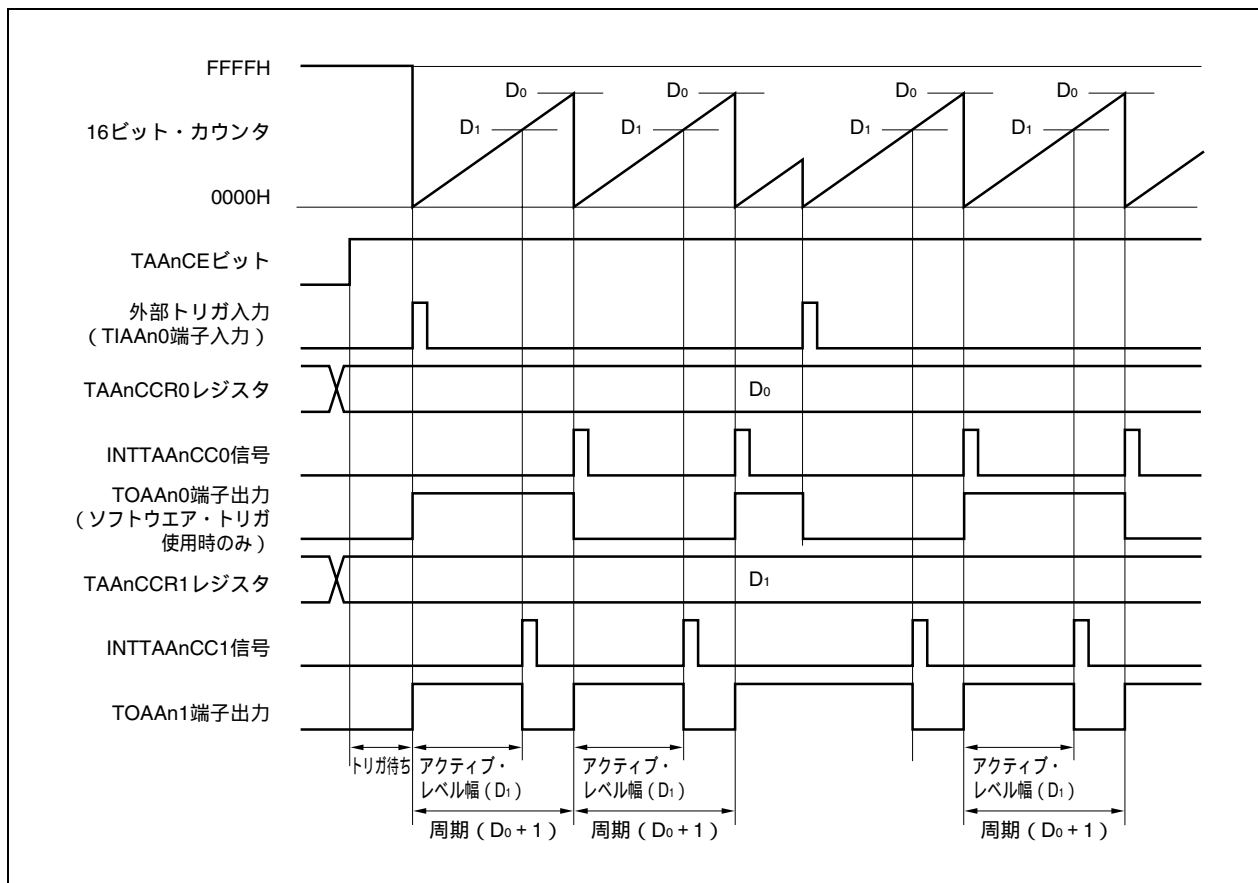 FFFFH
D0 D0 D0 D0
D1 D1 D1 D1
16ビット・カウンタ
0000H
TAAnCEビット
外部トリガ入力
（TIAAn0端子入力）
TAAnCCR0レジスタ
D0
INTTAAnCC0信号
TOAAn0端子出力
（ソフトウエア・トリガ
使用時のみ）
TAAnCCR1レジスタ
D1
INTTAAnCC1信号
TOAAn1端子出力
トリガ待ち アクティブ・ アクティブ・ アクティブ・
レベル幅（D1） レベル幅（D1） レベル幅（D1）
周期（D0 + 1） 周期（D0 + 1） 周期（D0 + 1）